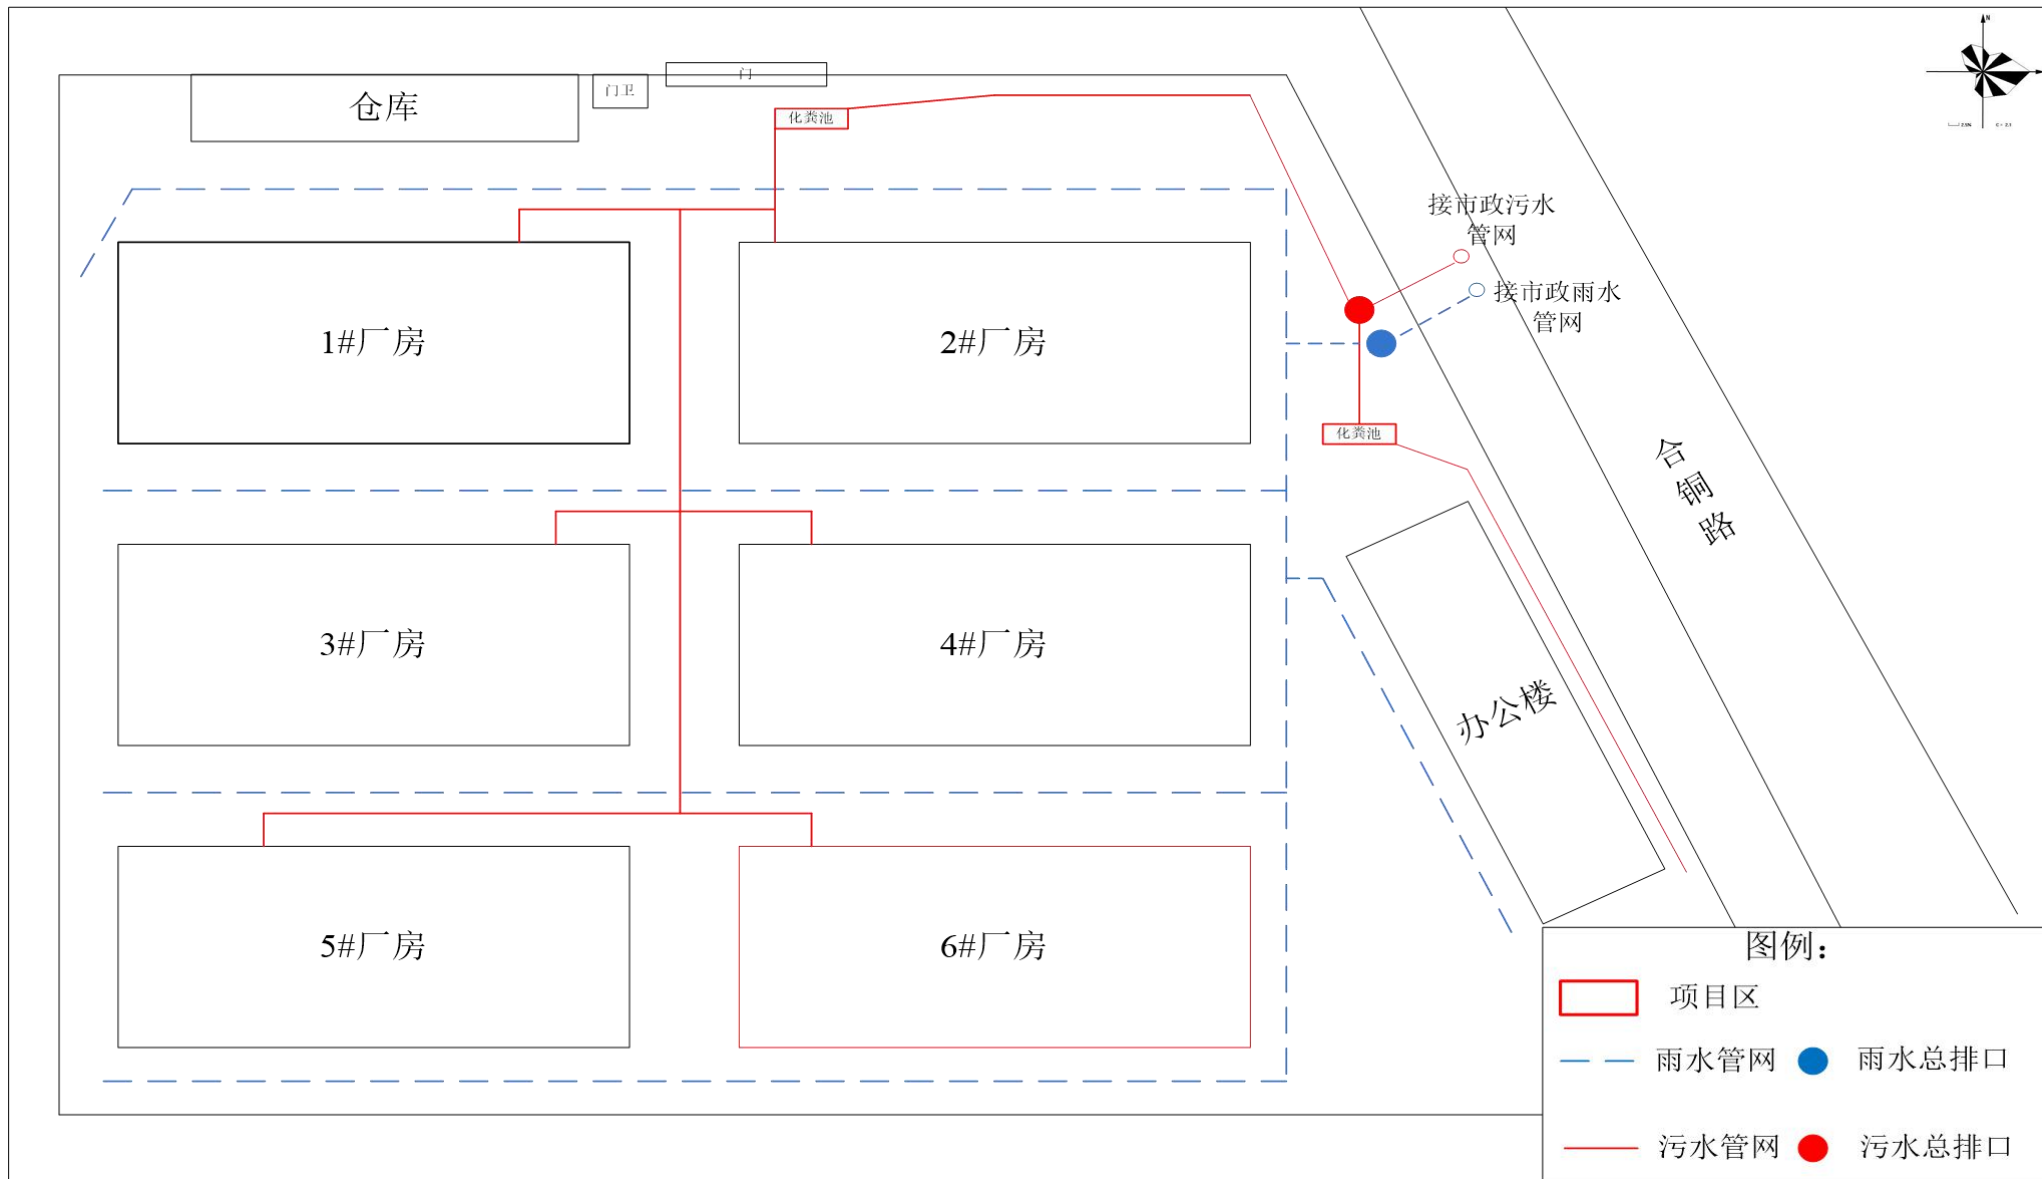 N
门
仓库
门卫
化粪池
接市政污水
管网
接市政雨水
管网
1#厂房
2#厂房
化粪池
合铜路
3#厂房
4#厂房
办公楼
5#厂房
6#厂房
图例：
项目区
雨水管网
雨水总排口
污水管网
污水总排口